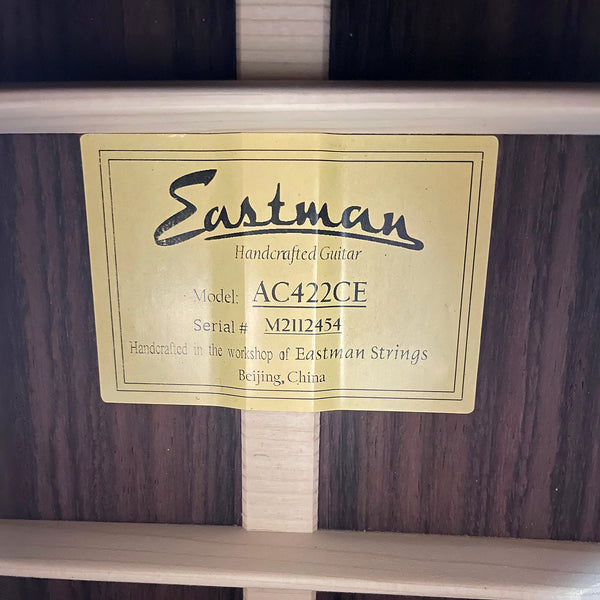 Eastman
Handcrafted Guitar
Model: AC422CE
Serial # M2112454
Handcrafted in the workshop of Eastman Strings
Beijing, China